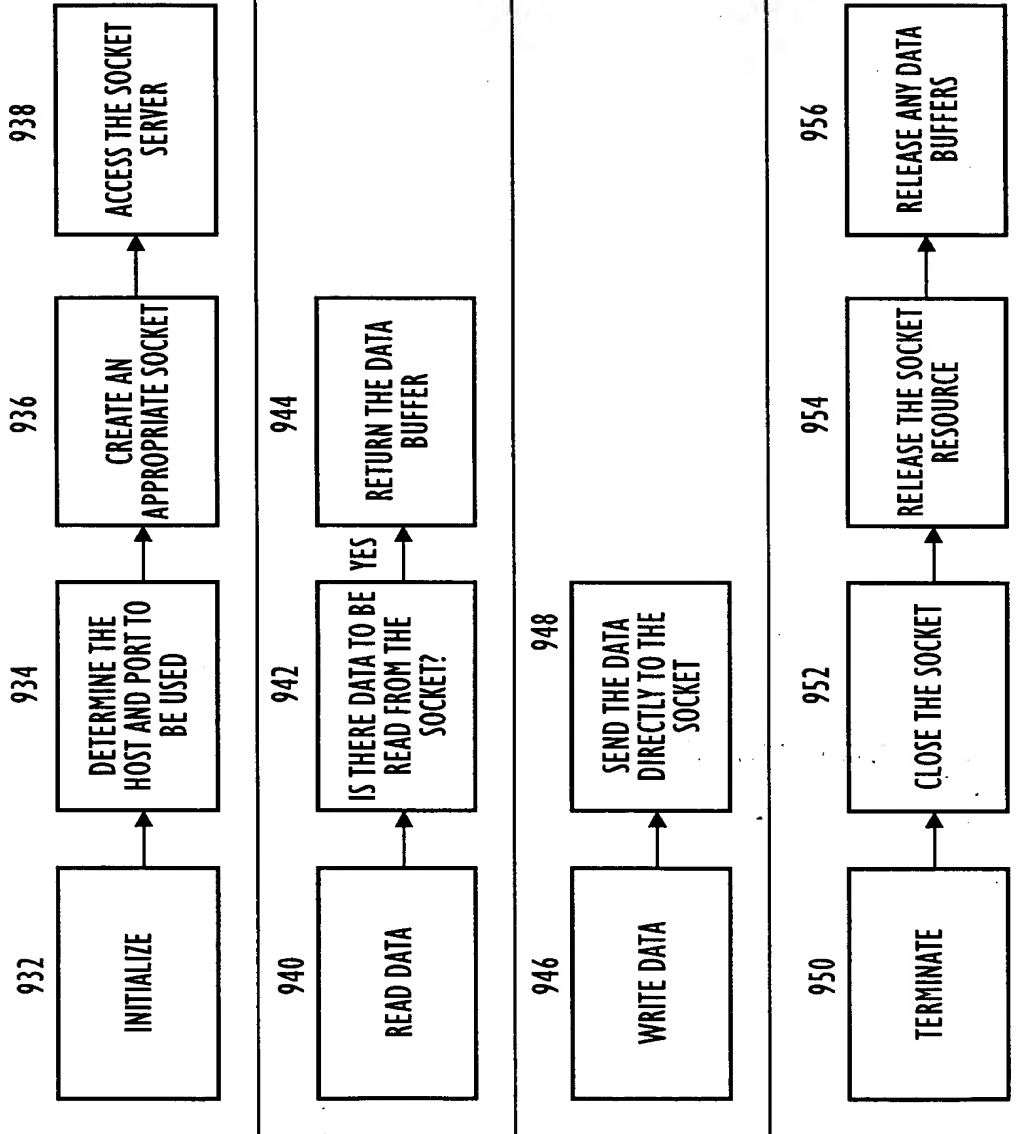 932
INITIALIZE
934
DETERMINE THE
HOST AND PORT TO
BE USED
936
CREATE AN
APPROPRIATE SOCKET
938
ACCESS THE SOCKET
SERVER
940
READ DATA
942
IS THERE DATA TO BE
READ FROM THE
SOCKET?
YES
944
RETURN THE DATA
BUFFER
946
WRITE DATA
948
SEND THE DATA
DIRECTLY TO THE
SOCKET
950
TERMINATE
952
CLOSE THE SOCKET
954
RELEASE THE SOCKET
RESOURCE
956
RELEASE ANY DATA
BUFFERS